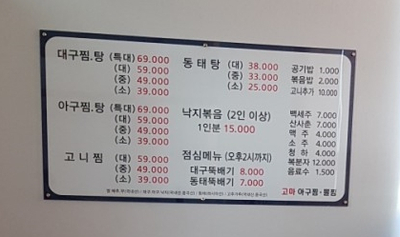 대구찜.탕 (특대) 69.000
(대) 59.000
(중) 49.000
(소) 39.000
아구찜.탕 (특대) 69.000
(대) 59.000
(중) 49.000
(소) 39.000
고니찜 (대) 59.000
(중) 49.000
(소) 39.000
동태탕 (대) 38.000
(중) 33.000
(소) 25.000
낙지볶음 (2인 이상)
1인분 15.000
점심메뉴 (오후2시까지)
대구뚝배기 8.000
동태뚝배기 7.000
공기밥 1.000
볶음밥 2.000
고니추가 10.000
백세주 7.000
산사춘 7.000
맥주 4.000
소주 4.000
청하 4.000
복분자 12.000
음료수 1.500
고마 아구찜·뽈찜